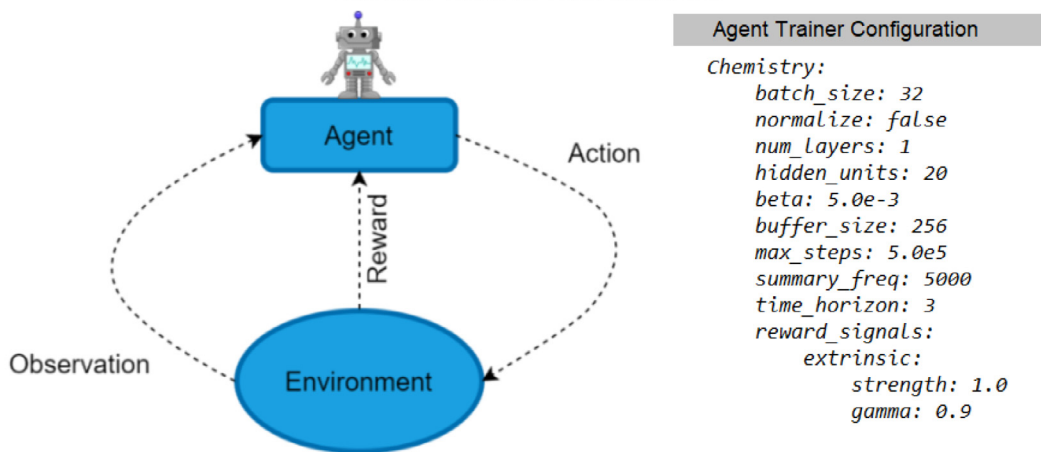 Agent
Action
Reward
Observation
Environment
Agent Trainer Configuration
Chemistry:
batch_size: 32
normalize: false
num_layers: 1
hidden_units: 20
beta: 5.0e-3
buffer_size: 256
max_steps: 5.0e5
summary_freq: 5000
time_horizon: 3
reward_signals:
extrinsic:
strength: 1.0
gamma: 0.9